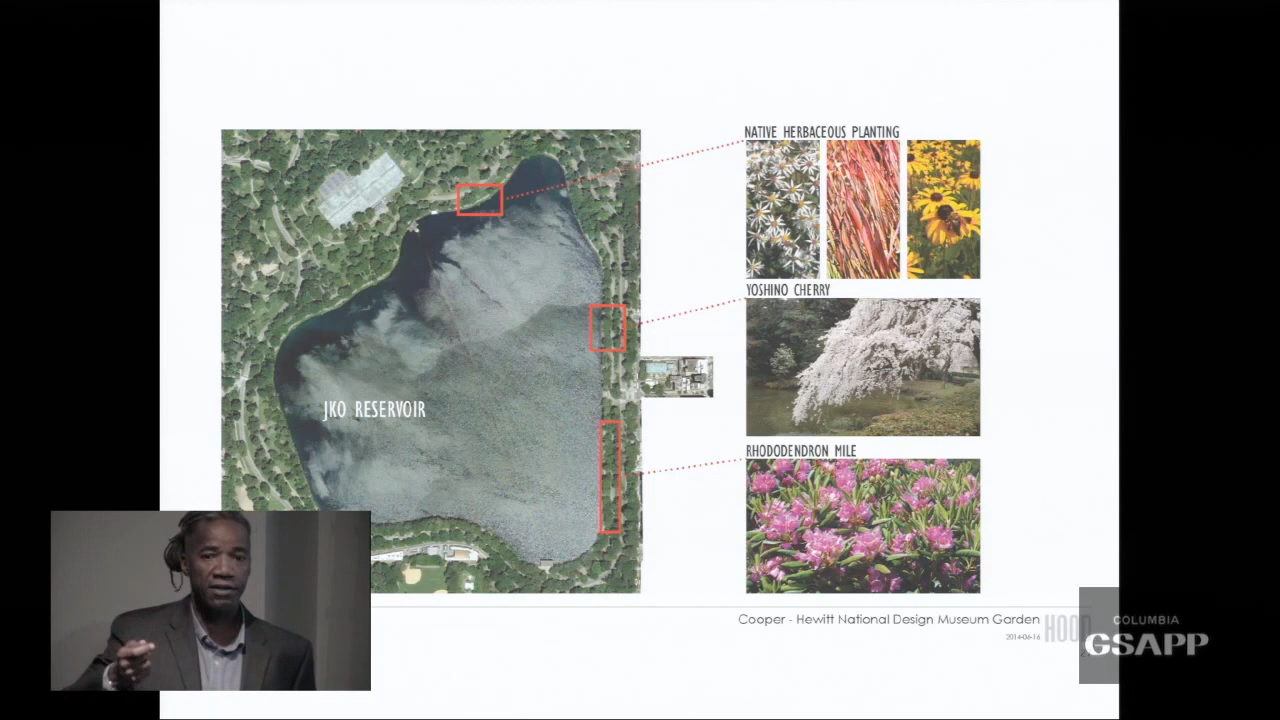 NATIVE HERBACEOUS PLANTING
YOSHINO CHERRY
JKO RESERVOIR
RHODODENDRON MILE
Cooper - Hewitt National Design Museum Garden
2014-06-16
HOOD
COLUMBIA
GSAPP